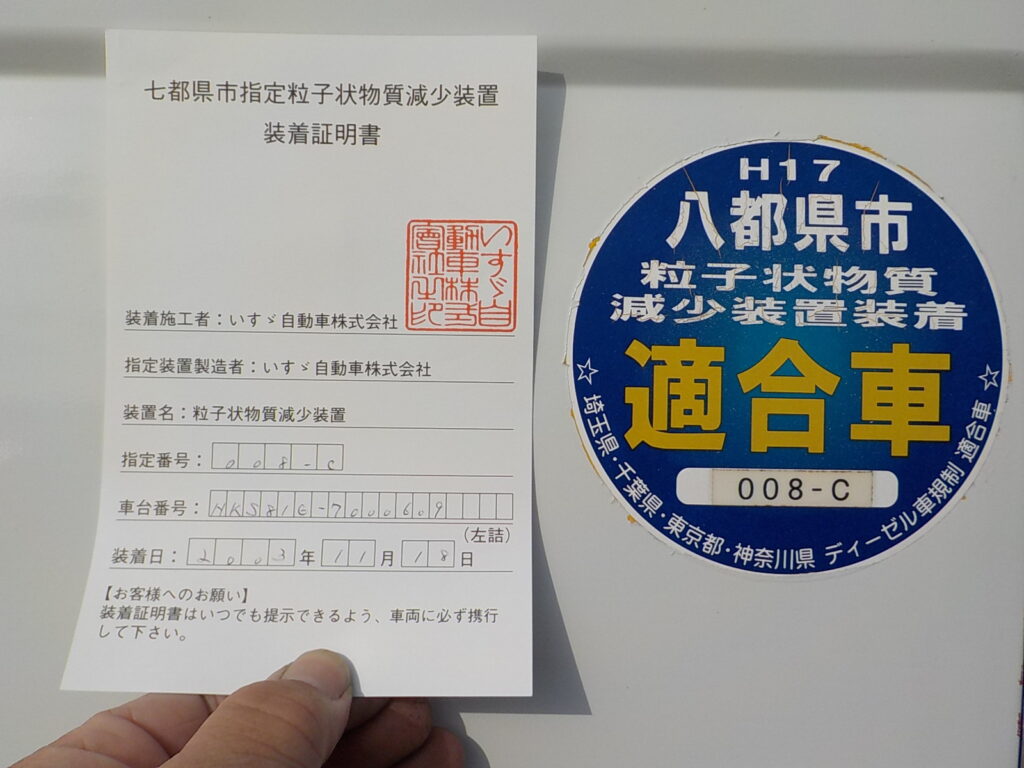 七都県市指定粒子状物質減少装置
装着証明書
装着施工者：いすゞ自動車株式会社
指定装置製造者：いすゞ自動車株式会社
装置名：粒子状物質減少装置
指定番号：008-C
車台番号：NKS81E-7000609
(左詰)
装着日：2003年11月18日
【お客様へのお願い】
装着証明書はいつでも提示できるよう、車両に必ず携行
して下さい。
H17
八都県市
粒子状物質
減少装置装着
適合車
008-C
☆埼玉県・千葉県・東京都・神奈川県 ディーゼル車規制 適合車☆